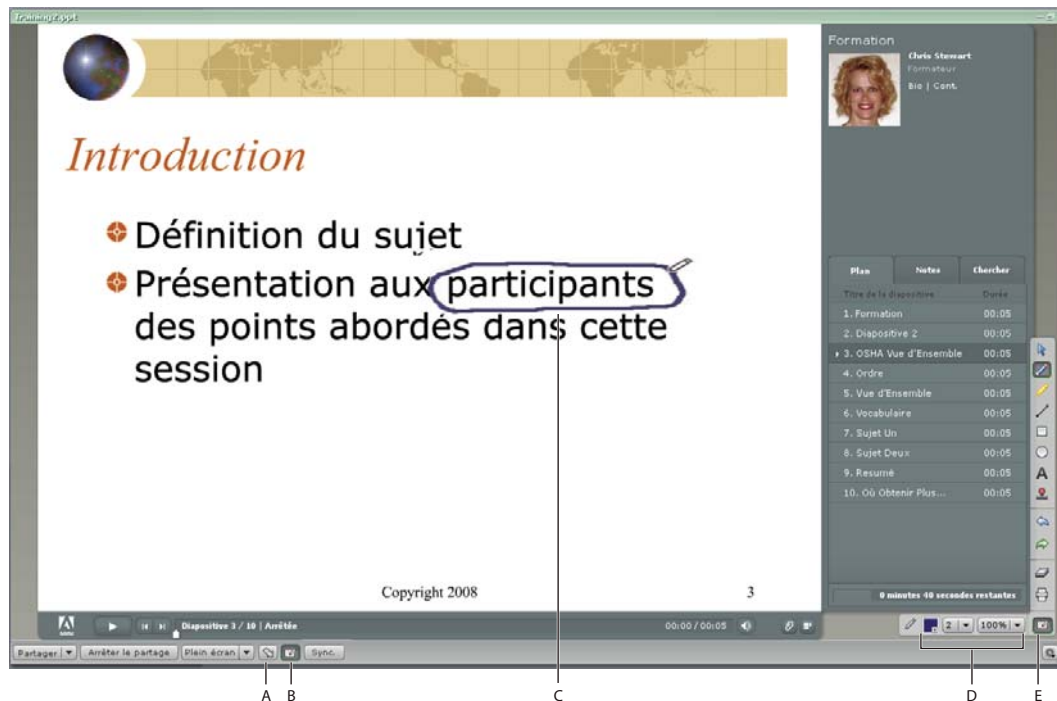 Training2.ppt
Introduction
Définition du sujet
Présentation aux participants
des points abordés dans cette
session
Copyright 2008
3
Formation
Chris Stewart
Formateur
Bio | Cont.
Plan
Notes
Chercher
Titre de la diapositive
Durée
1. Formation 00:05
2. Diapositive 2 00:05
3. OSHA Vue d'Ensemble 00:05
4. Ordre 00:05
5. Vue d'Ensemble 00:05
6. Vocabulaire 00:05
7. Sujet Un 00:05
8. Sujet Deux 00:05
9. Resumé 00:05
10. Où Obtenir Plus... 00:05
0 minutes 40 secondes restantes
A
MENU
Diapositive 3 / 10 | Arrêtée
00:00 / 00:05
2
100%
Partager
Arrêter le partage
Plein écran
Sync.
A B C D E